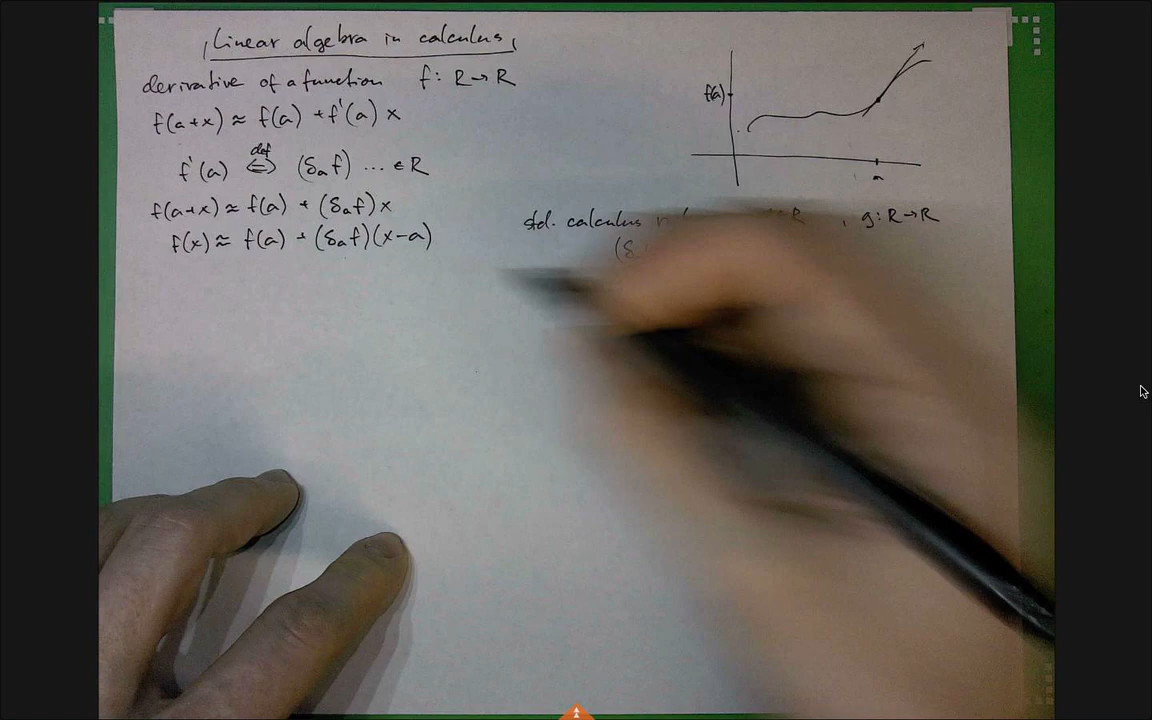 Linear algebra in calculus
derivative of a function f: R→R
f(a+x) ≈ f(a) + f'(a) x
f'(a) def ⇔ (δₐf) ... ∈ R
f(a+x) ≈ f(a) + (δₐf)x
f(x) ≈ f(a) + (δₐf)(x-a)
f(a)
a
std. calculus R , g: R→R
(δ